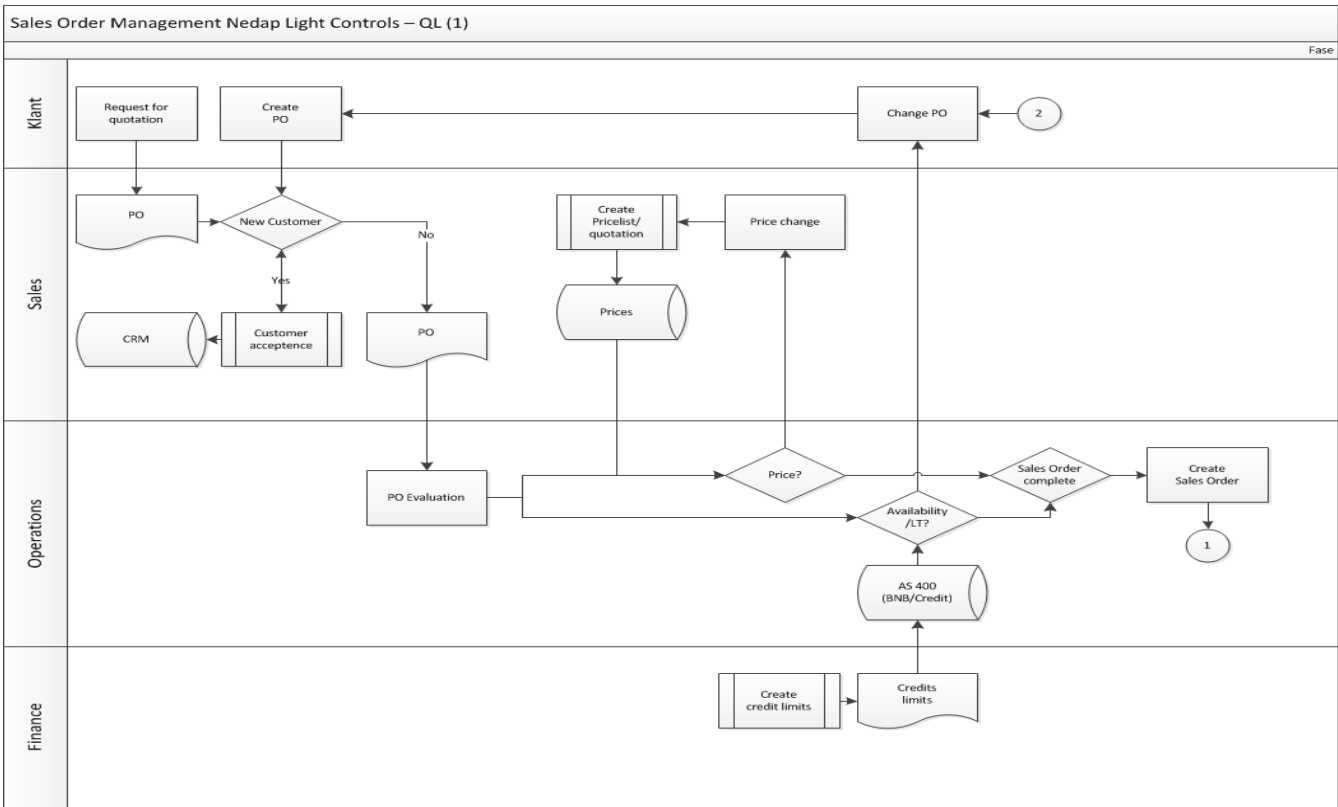 Sales Order Management Nedap Light Controls – QL (1)
Fase
Klant
Request for
quotation
Create
PO
Change PO
2
Sales
PO
New Customer
No
Yes
CRM
Customer
acceptence
PO
Create
Pricelist/
quotation
Price change
Prices
Operations
PO Evaluation
Price?
Availability
/LT?
Sales Order
complete
Create
Sales Order
1
AS 400
(BNB/Credit)
Finance
Create
credit limits
Credits
limits